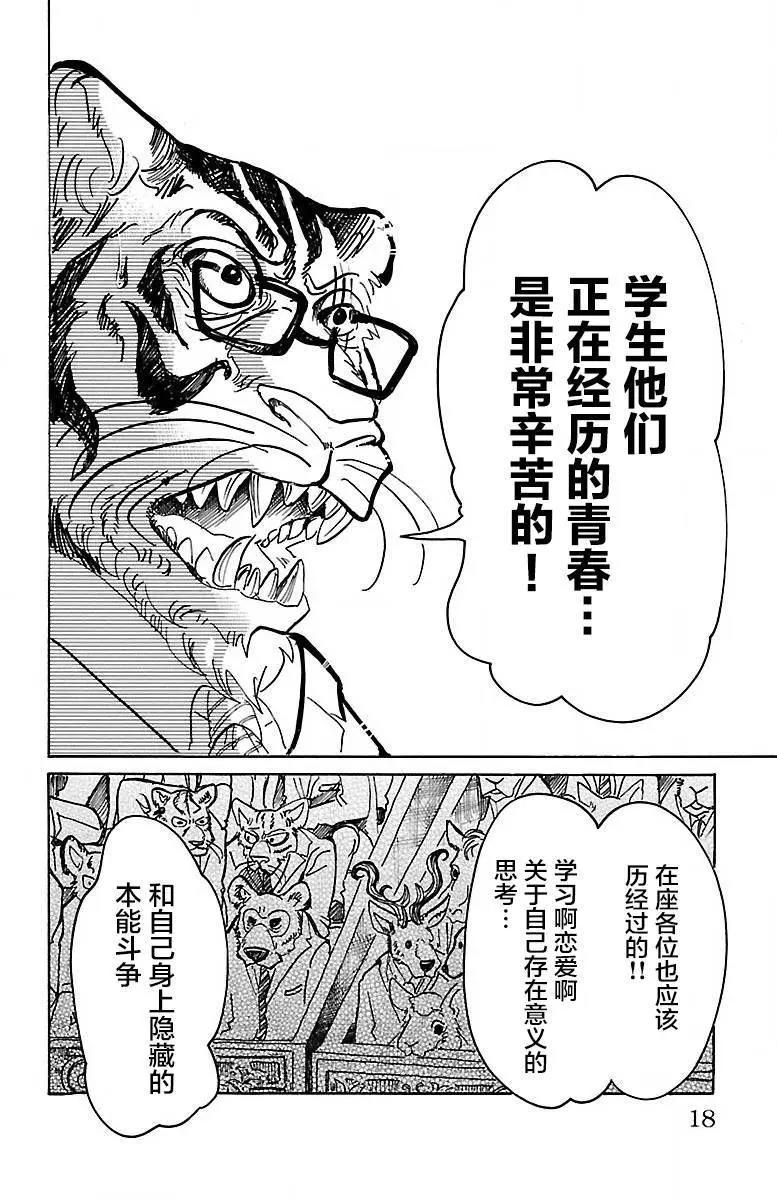 学生他们
正在经历的青春…
是非常辛苦的！
在座各位也应该
历经过的!!
学习啊恋爱啊
关于自己存在意义的
思考…
和自己身上隐藏的
本能斗争
18